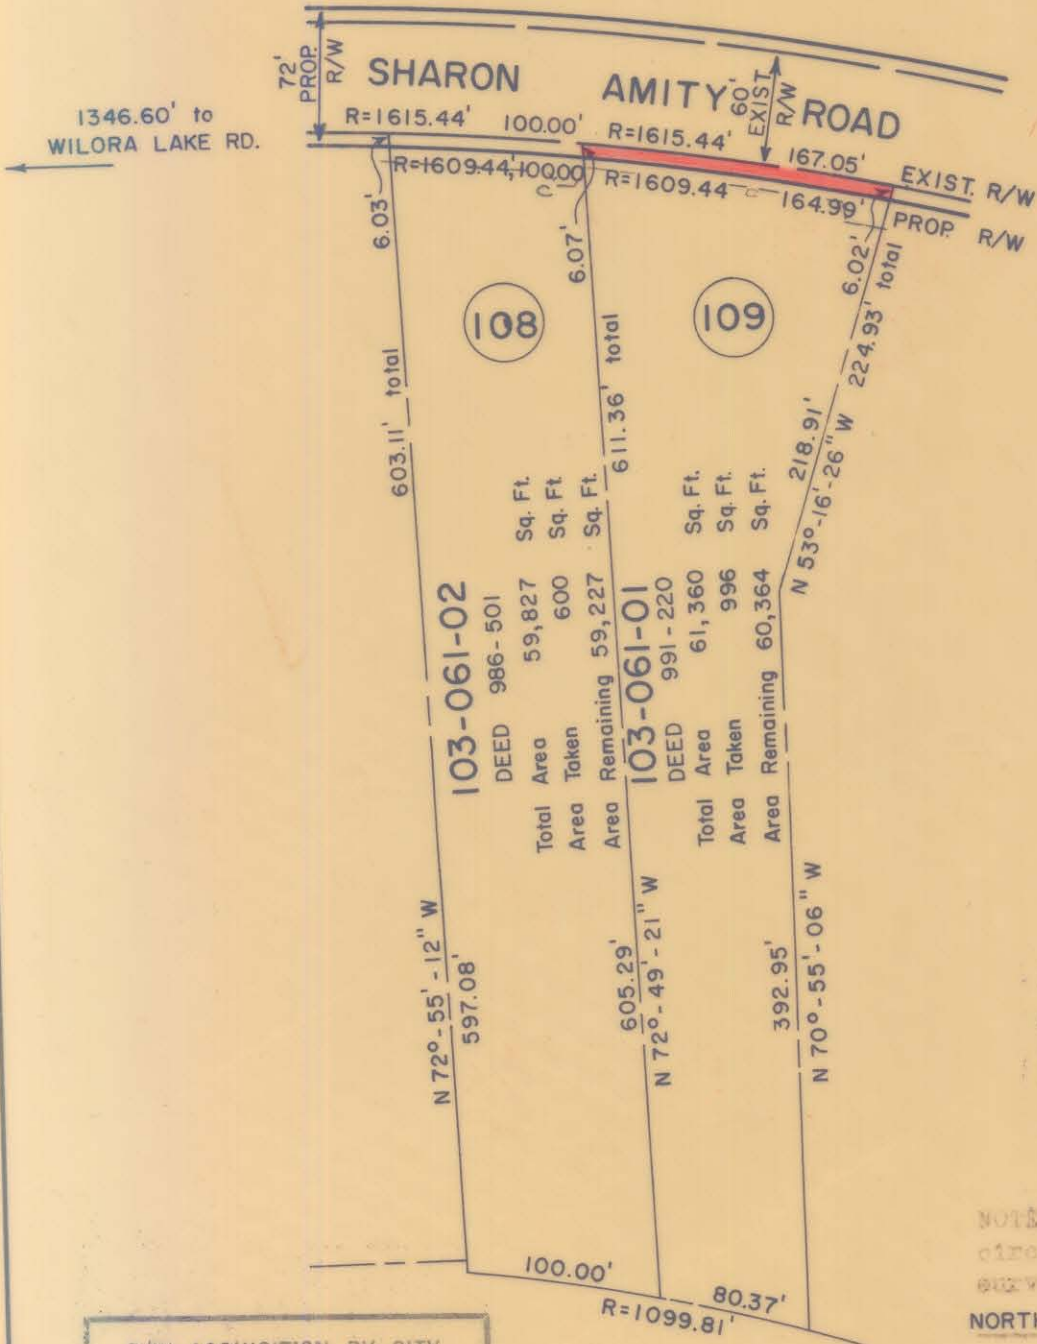 72'
PROP.
R/W
SHARON AMITY ROAD
60'
EXIST.
R/W
1346.60' to
WILORA LAKE RD.
R=1615.44' 100.00'
R=1615.44' 167.05'
EXIST. R/W
R=1609.44', 100.00
C
R=1609.44 C 164.99'
PROP. R/W
6.03'
6.07'
6.02'
108
109
603.11' total
611.36' total
224.93' total
218.91'
N 53°-16'-26" W
103-061-02
DEED 986-501
Total Area 59,827 Sq. Ft.
Area Taken 600 Sq. Ft.
Area Remaining 59,227 Sq. Ft.
103-061-01
DEED 991-220
Total Area 61,360 Sq. Ft.
Area Taken 996 Sq. Ft.
Area Remaining 60,364 Sq. Ft.
N 72°-55'-12" W
597.08'
605.29'
N 72°-49'-21" W
392.95'
N 70°-55'-06" W
100.00'
80.37'
R=1099.81'